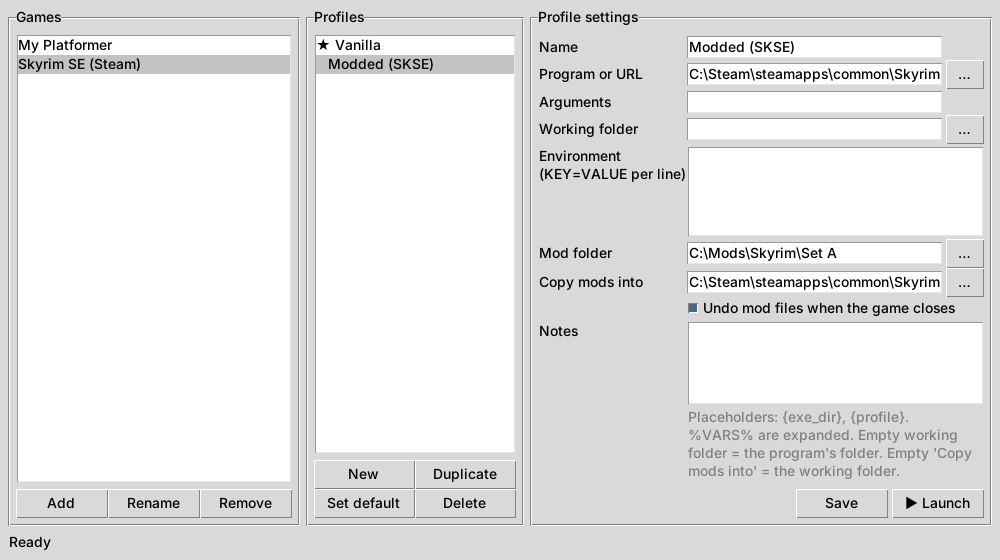 Games
My Platformer
Skyrim SE (Steam)
Add
Rename
Remove
Profiles
★ Vanilla
Modded (SKSE)
New
Duplicate
Set default
Delete
Profile settings
Name
Modded (SKSE)
Program or URL
C:\Steam\steamapps\common\Skyrim
...
Arguments
Working folder
...
Environment
(KEY=VALUE per line)
Mod folder
C:\Mods\Skyrim\Set A
...
Copy mods into
C:\Steam\steamapps\common\Skyrim
...
Undo mod files when the game closes
Notes
Placeholders: {exe_dir}, {profile}.
%VARS% are expanded. Empty working
folder = the program's folder. Empty 'Copy
mods into' = the working folder.
Save
▶ Launch
Ready